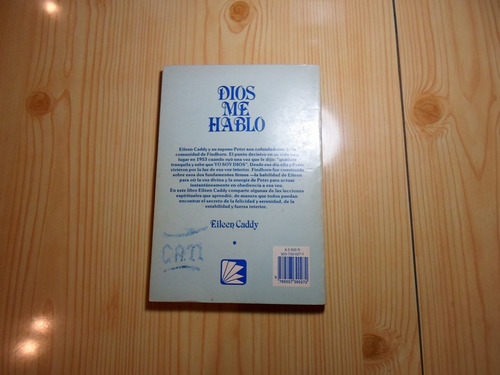 DIOS
ME
HABLO
Eileen Caddy y su esposo Peter son cofundadores de la
comunidad de Findhorn. El punto decisivo en su vida tuvo
lugar en 1953 cuando oyó una voz que le dijo: "quédate
tranquila y sabe que YO SOY DIOS". Desde ese día ella y Peter
vivieron por la luz de esa voz interior. Findhorn fue construida
sobre esos dos fundamentos firmes —la habilidad de Eileen
para oír la voz divina y la energía de Peter para actuar
instantáneamente en obediencia a esa voz.
En este libro Eileen Caddy comparte algunas de las lecciones
espirituales que aprendió, de manera que todos puedan
encontrar el secreto de la felicidad y serenidad, de la
estabilidad y fuerza interior.
Eileen Caddy